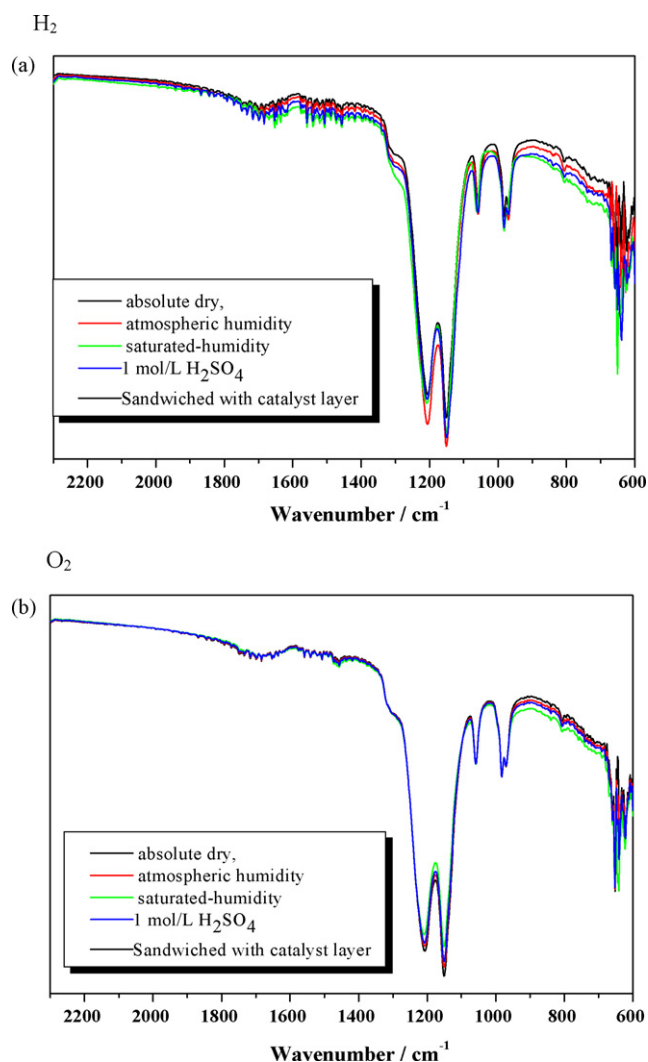 H₂
(a)
absolute dry,
atmospheric humidity
saturated-humidity
1 mol/L H₂SO₄
Sandwiched with catalyst layer
2200 2000 1800 1600 1400 1200 1000 800 600
Wavenumber / cm⁻¹
O₂
(b)
absolute dry,
atmospheric humidity
saturated-humidity
1 mol/L H₂SO₄
Sandwiched with catalyst layer
2200 2000 1800 1600 1400 1200 1000 800 600
Wavenumber / cm⁻¹